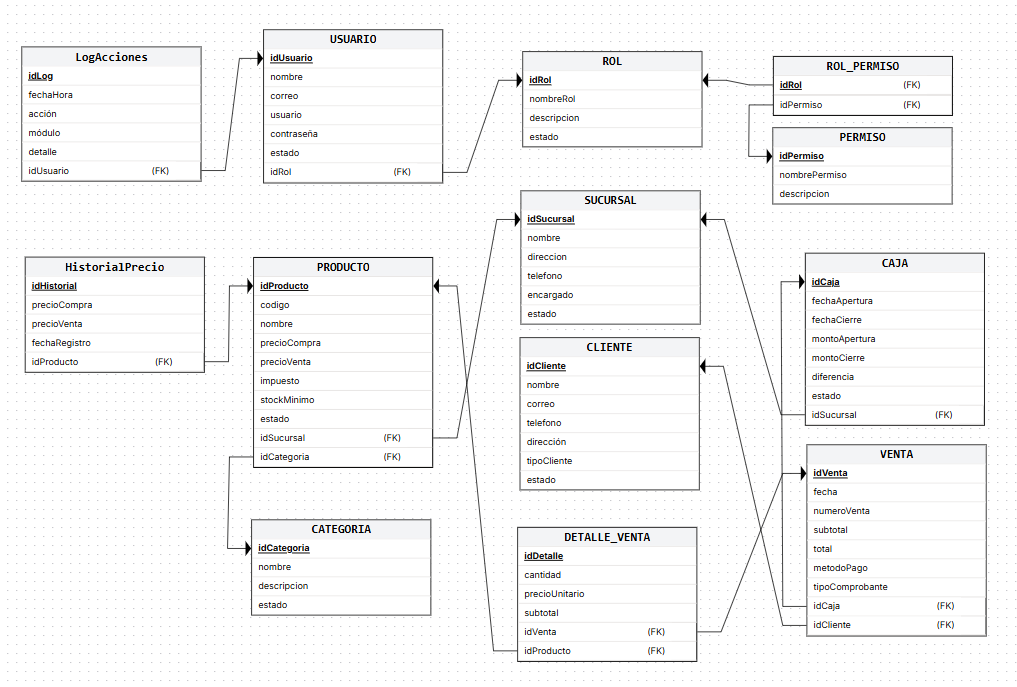 LogAcciones
idLog
fechaHora
acción
módulo
detalle
idUsuario (FK)
USUARIO
idUsuario
nombre
correo
usuario
contraseña
estado
idRol (FK)
ROL
idRol
nombreRol
descripcion
estado
ROL_PERMISO
idRol (FK)
idPermiso (FK)
PERMISO
idPermiso
nombrePermiso
descripcion
HistorialPrecio
idHistorial
precioCompra
precioVenta
fechaRegistro
idProducto (FK)
PRODUCTO
idProducto
codigo
nombre
precioCompra
precioVenta
impuesto
stockMinimo
estado
idSucursal (FK)
idCategoria (FK)
SUCURSAL
idSucursal
nombre
direccion
telefono
encargado
estado
CLIENTE
idCliente
nombre
correo
telefono
dirección
tipoCliente
estado
CAJA
idCaja
fechaApertura
fechaCierre
montoApertura
montoCierre
diferencia
estado
idSucursal (FK)
CATEGORIA
idCategoria
nombre
descripcion
estado
DETALLE_VENTA
idDetalle
cantidad
precioUnitario
subtotal
idVenta (FK)
idProducto (FK)
VENTA
idVenta
fecha
numeroVenta
subtotal
total
metodoPago
tipoComprobante
idCaja (FK)
idCliente (FK)